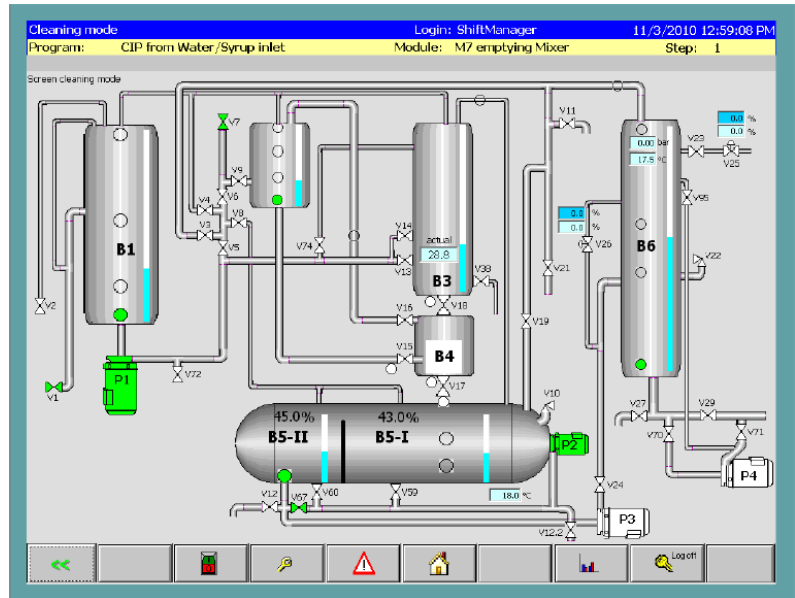 Cleaning mode Login: ShiftManager 11/3/2010 12:59:08 PM
Program: CIP from Water/Syrup inlet Module: M7 emptying Mixer Step: 1
Screen cleaning mode
V7
V11
0.0 %
0.0 %
0.00 bar
17.5 °C
V23
V25
V9
V6
V4
V8
V3
V5
V74
V14
V13
actual
28.8
B3
V38
V18
B1
V2
0.0 %
0.0 %
V26
B6
V95
V22
V21
V16
V15
B4
V17
V19
P1
V1
V72
V10
45.0%
B5-II
43.0%
B5-I
P2
V27
V29
V70
V71
P4
V12
V67
V60
V59
18.0 °C
V24
V12.2
P3
<<
Log off